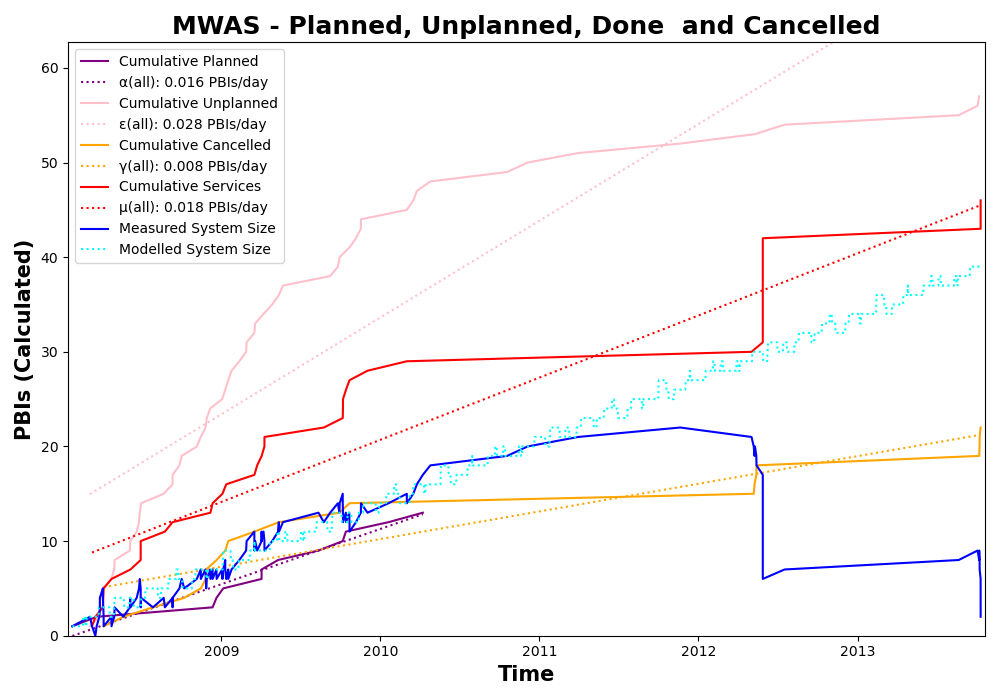 MWAS - Planned, Unplanned, Done  and Cancelled
Cumulative Planned
α(all): 0.016 PBIs/day
Cumulative Unplanned
ε(all): 0.028 PBIs/day
Cumulative Cancelled
γ(all): 0.008 PBIs/day
Cumulative Services
μ(all): 0.018 PBIs/day
Measured System Size
Modelled System Size
PBIs (Calculated)
60
50
40
30
20
10
0
2009
2010
2011
2012
2013
Time